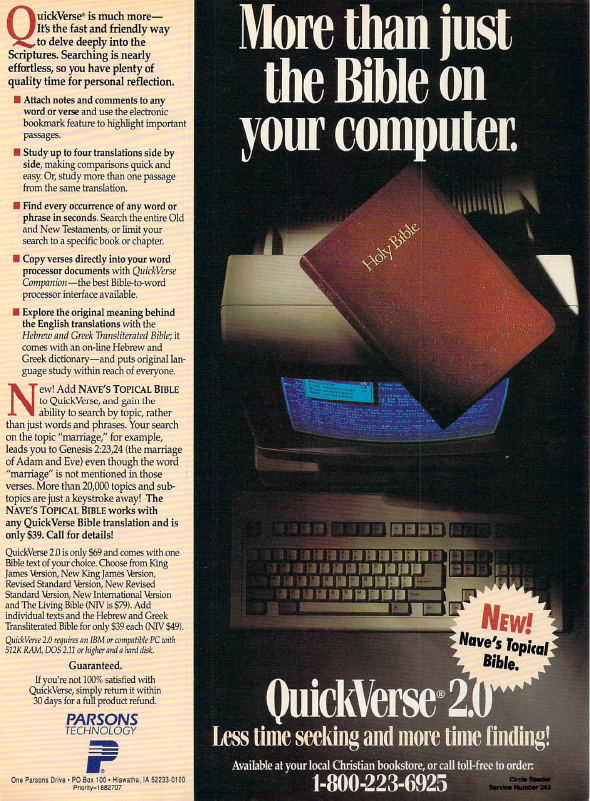 QuickVerse® is much more—
It's the fast and friendly way
to delve deeply into the
Scriptures. Searching is nearly
effortless, so you have plenty of
quality time for personal reflection.
■ Attach notes and comments to any
word or verse and use the electronic
bookmark feature to highlight important
passages.
■ Study up to four translations side by
side, making comparisons quick and
easy. Or, study more than one passage
from the same translation.
■ Find every occurrence of any word or
phrase in seconds. Search the entire Old
and New Testaments, or limit your
search to a specific book or chapter.
■ Copy verses directly into your word
processor documents with QuickVerse
Companion—the best Bible-to-word
processor interface available.
■ Explore the original meaning behind
the English translations with the
Hebrew and Greek Transliterated Bible; it
comes with an on-line Hebrew and
Greek dictionary—and puts original lan-
guage study within reach of everyone.
New! Add NAVE'S TOPICAL BIBLE
to QuickVerse, and gain the
ability to search by topic, rather
than just words and phrases. Your search
on the topic "marriage," for example,
leads you to Genesis 2:23,24 (the marriage
of Adam and Eve) even though the word
"marriage" is not mentioned in those
verses. More than 20,000 topics and sub-
topics are just a keystroke away! The
NAVE'S TOPICAL BIBLE works with
any QuickVerse Bible translation and is
only $39. Call for details!
QuickVerse 2.0 is only $69 and comes with one
Bible text of your choice. Choose from King
James Version, New King James Version,
Revised Standard Version, New Revised
Standard Version, New International Version
and The Living Bible (NIV is $79). Add
individual texts and the Hebrew and Greek
Transliterated Bible for only $39 each (NIV $49).
QuickVerse 2.0 requires an IBM or compatible PC with
512K RAM, DOS 2.11 or higher and a hard disk.
Guaranteed.
If you're not 100% satisfied with
QuickVerse, simply return it within
30 days for a full product refund.
PARSONS
TECHNOLOGY
P
One Parsons Drive • PO Box 100 • Hiawatha, IA 52233-0100
Priority=1882707
More than just
the Bible on
your computer.
Holy Bible
NEW!
Nave's Topical
Bible.
QuickVerse® 2.0
Less time seeking and more time finding!
Available at your local Christian bookstore, or call toll-free to order:
1-800-223-6925
Circle Reader
Service Number 243